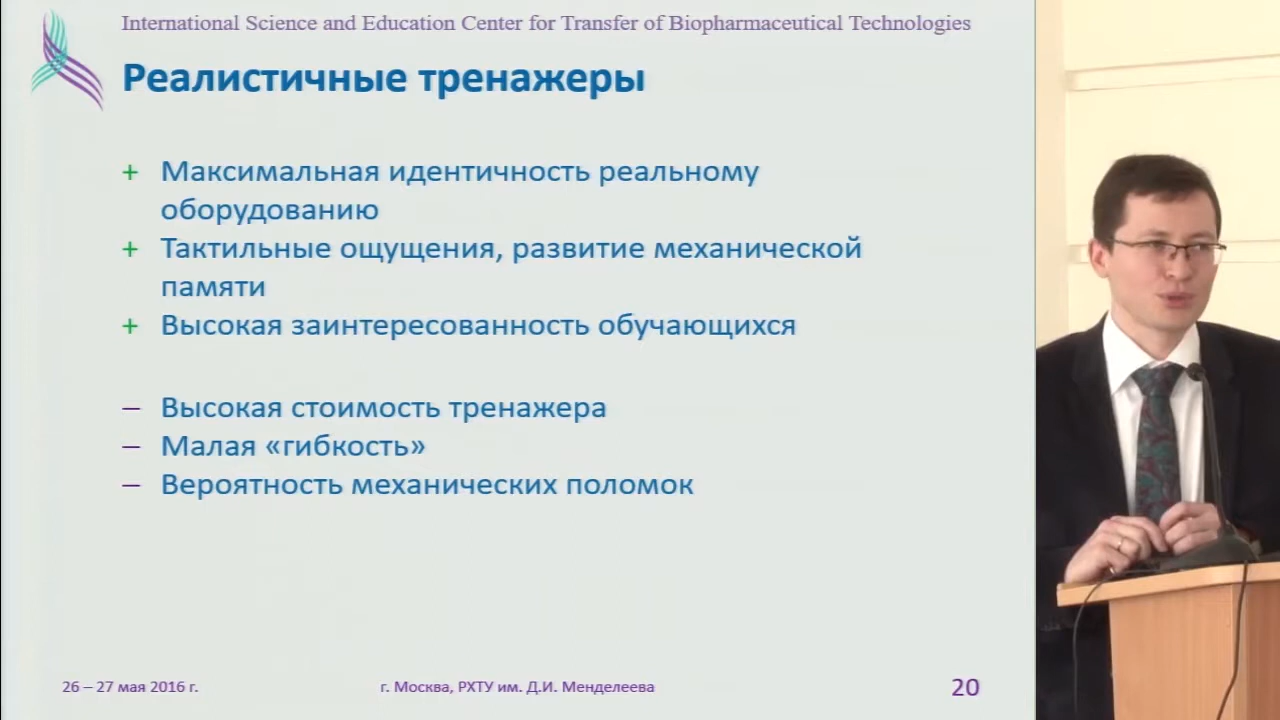 International Science and Education Center for Transfer of Biopharmaceutical Technologies
Реалистичные тренажеры
+ Максимальная идентичность реальному
оборудованию
+ Тактильные ощущения, развитие механической
памяти
+ Высокая заинтересованность обучающихся
– Высокая стоимость тренажера
– Малая «гибкость»
– Вероятность механических поломок
26 – 27 мая 2016 г.
г. Москва, РХТУ им. Д.И. Менделеева
20